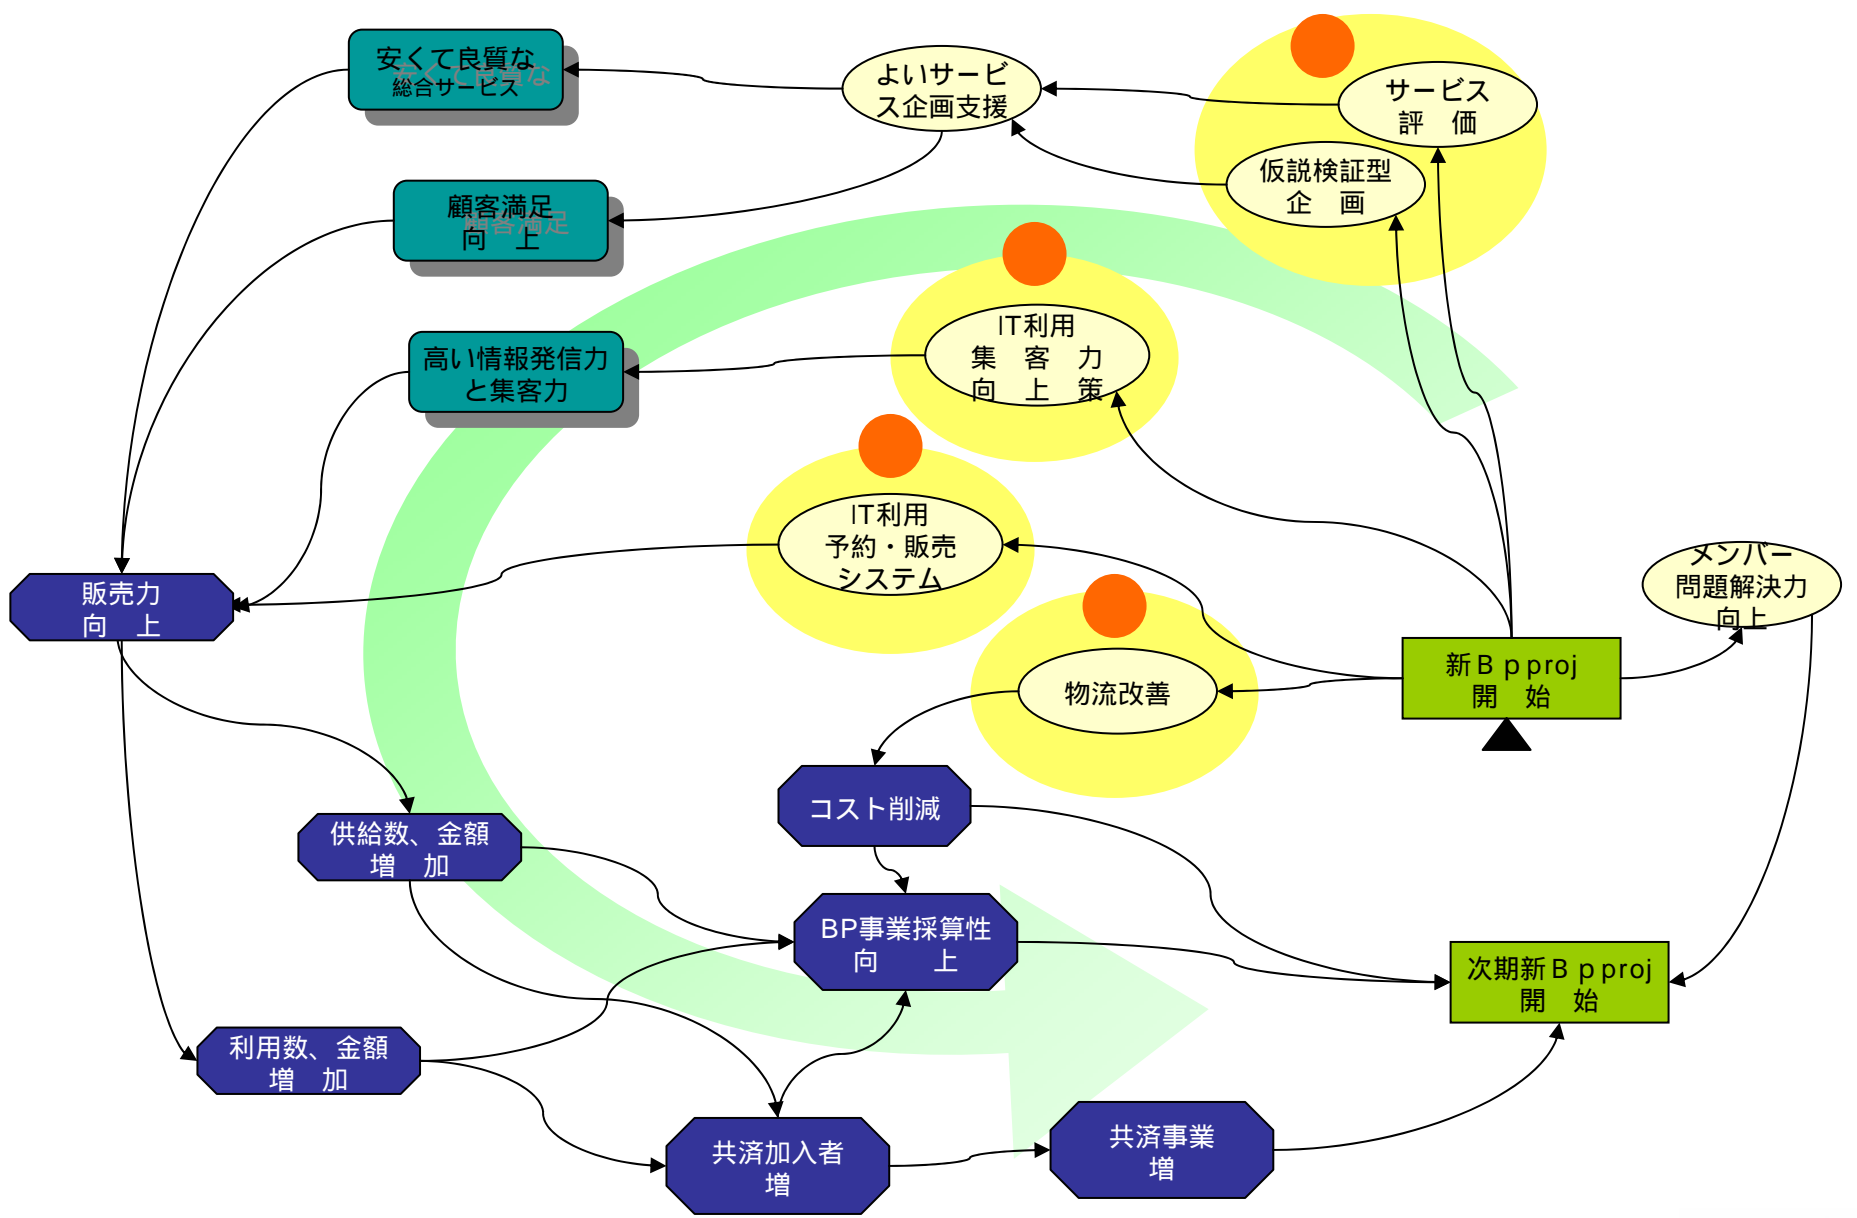 安くて良質な
総合サービス
よいサービ
ス企画支援
サービス
評　価
仮説検証型
企　画
顧客満足
向　上
IT利用
集　客　力
向　上　策
高い情報発信力
と集客力
IT利用
予約・販売
システム
販売力
向　上
メンバー
問題解決力
向上
新Ｂｐproj
開　始
物流改善
コスト削減
供給数、金額
増　加
BP事業採算性
向　　上
次期新Ｂｐproj
開　始
利用数、金額
増　加
共済加入者
増
共済事業
増